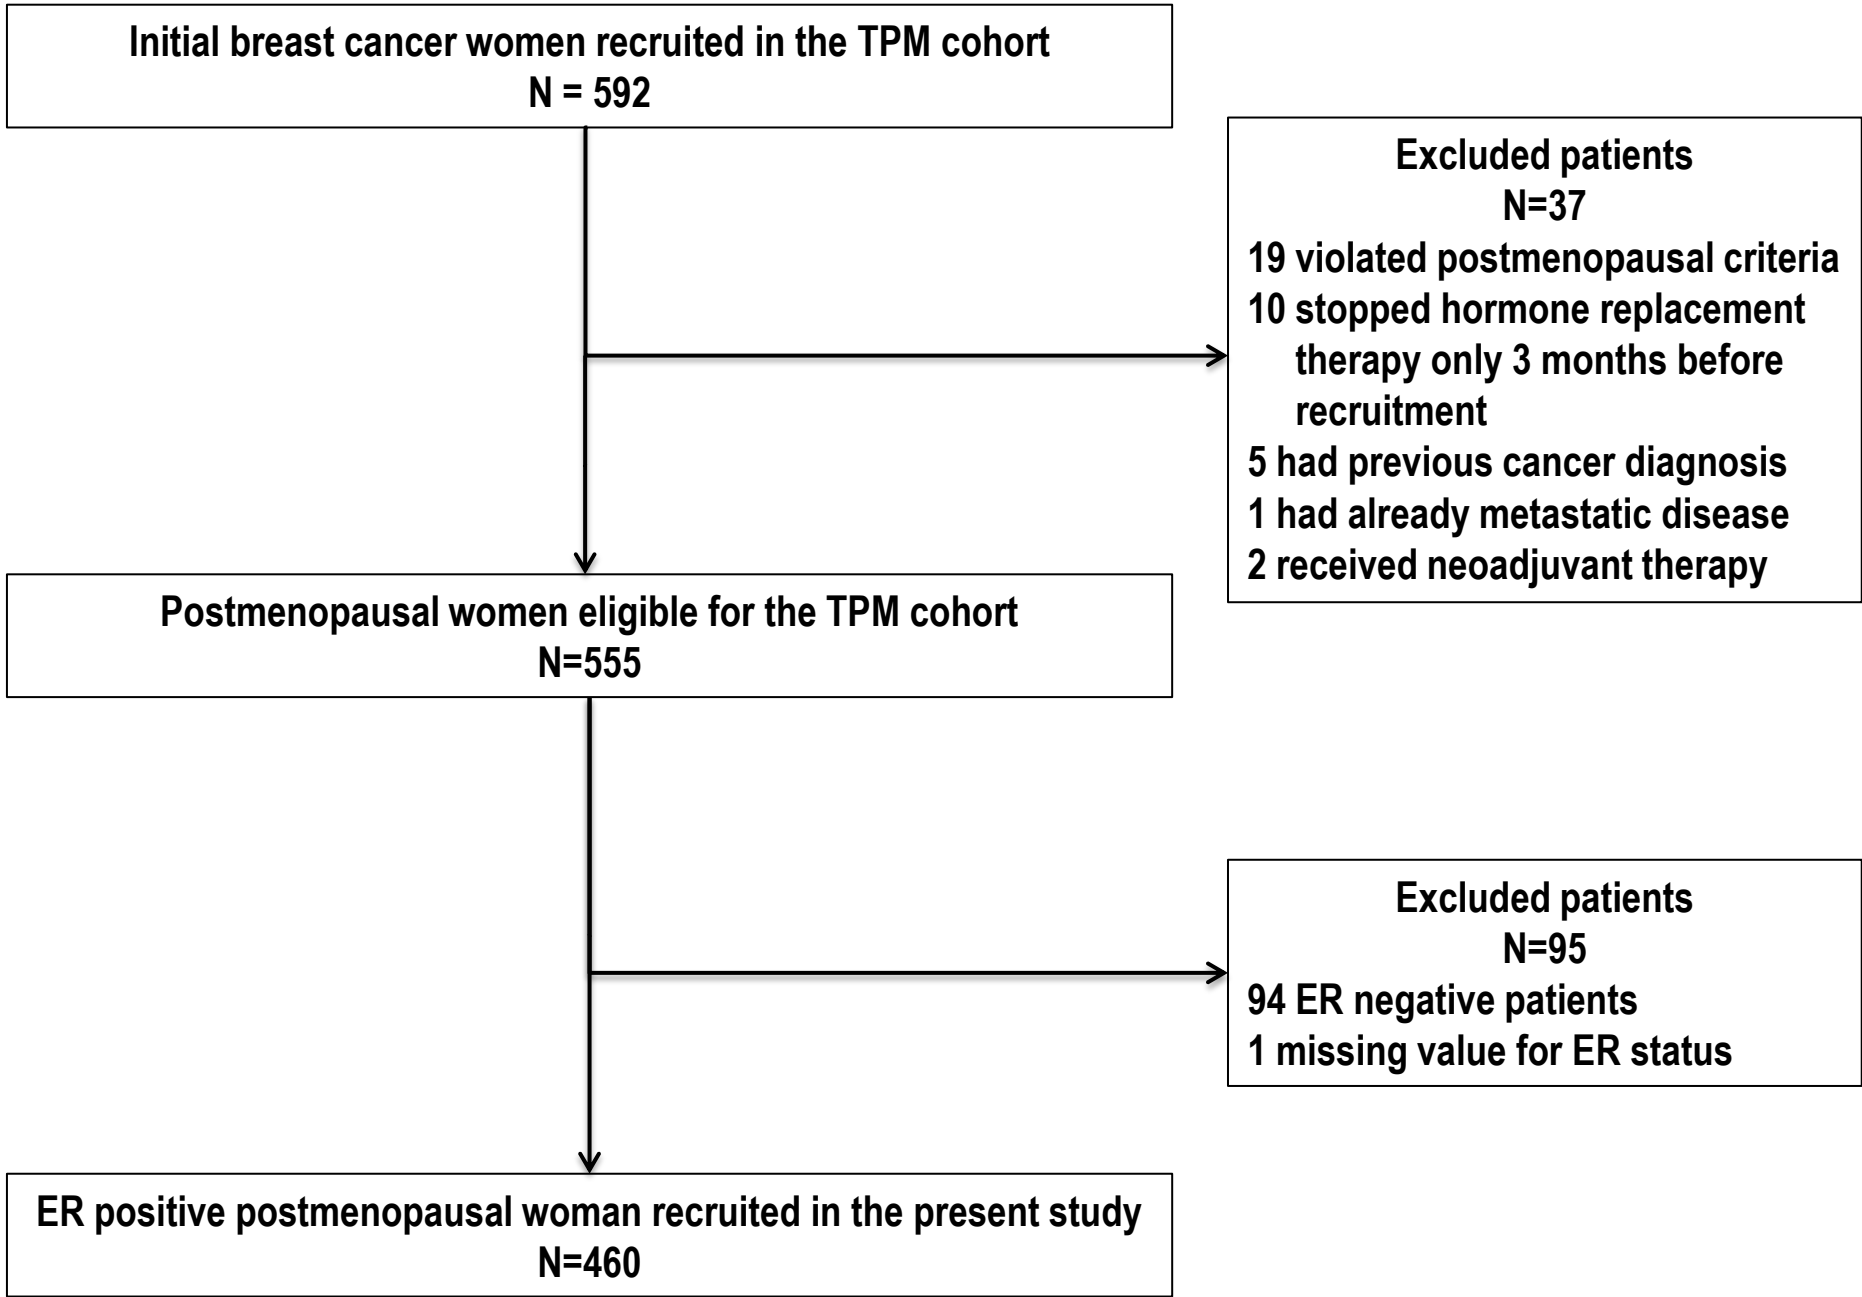 Initial breast cancer women recruited in the TPM cohort
N = 592
Excluded patients
N=37
19 violated postmenopausal criteria
10 stopped hormone replacement
therapy only 3 months before
recruitment
5 had previous cancer diagnosis
1 had already metastatic disease
2 received neoadjuvant therapy
Postmenopausal women eligible for the TPM cohort
N=555
Excluded patients
N=95
94 ER negative patients
1 missing value for ER status
ER positive postmenopausal woman recruited in the present study
N=460